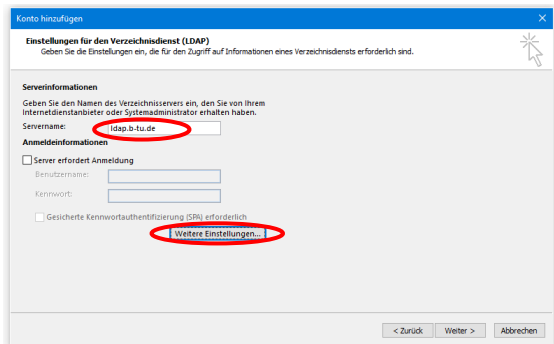 Konto hinzufügen
Einstellungen für den Verzeichnisdienst (LDAP)
Geben Sie die Einstellungen ein, die für den Zugriff auf Informationen eines Verzeichnisdiensts erforderlich sind.
Serverinformationen
Geben Sie den Namen des Verzeichnisservers ein, den Sie von Ihrem
Internetdienstanbieter oder Systemadministrator erhalten haben.
Servername: ldap.b-tu.de
Anmeldeinformationen
Server erfordert Anmeldung
Benutzername:
Kennwort:
Gesicherte Kennwortauthentifizierung (SPA) erforderlich
Weitere Einstellungen...
< Zurück Weiter > Abbrechen